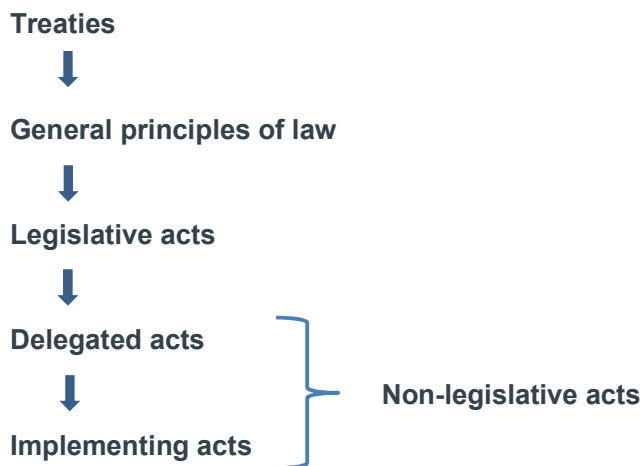 Treaties
General principles of law
Legislative acts
Delegated acts
Non-legislative acts
Implementing acts